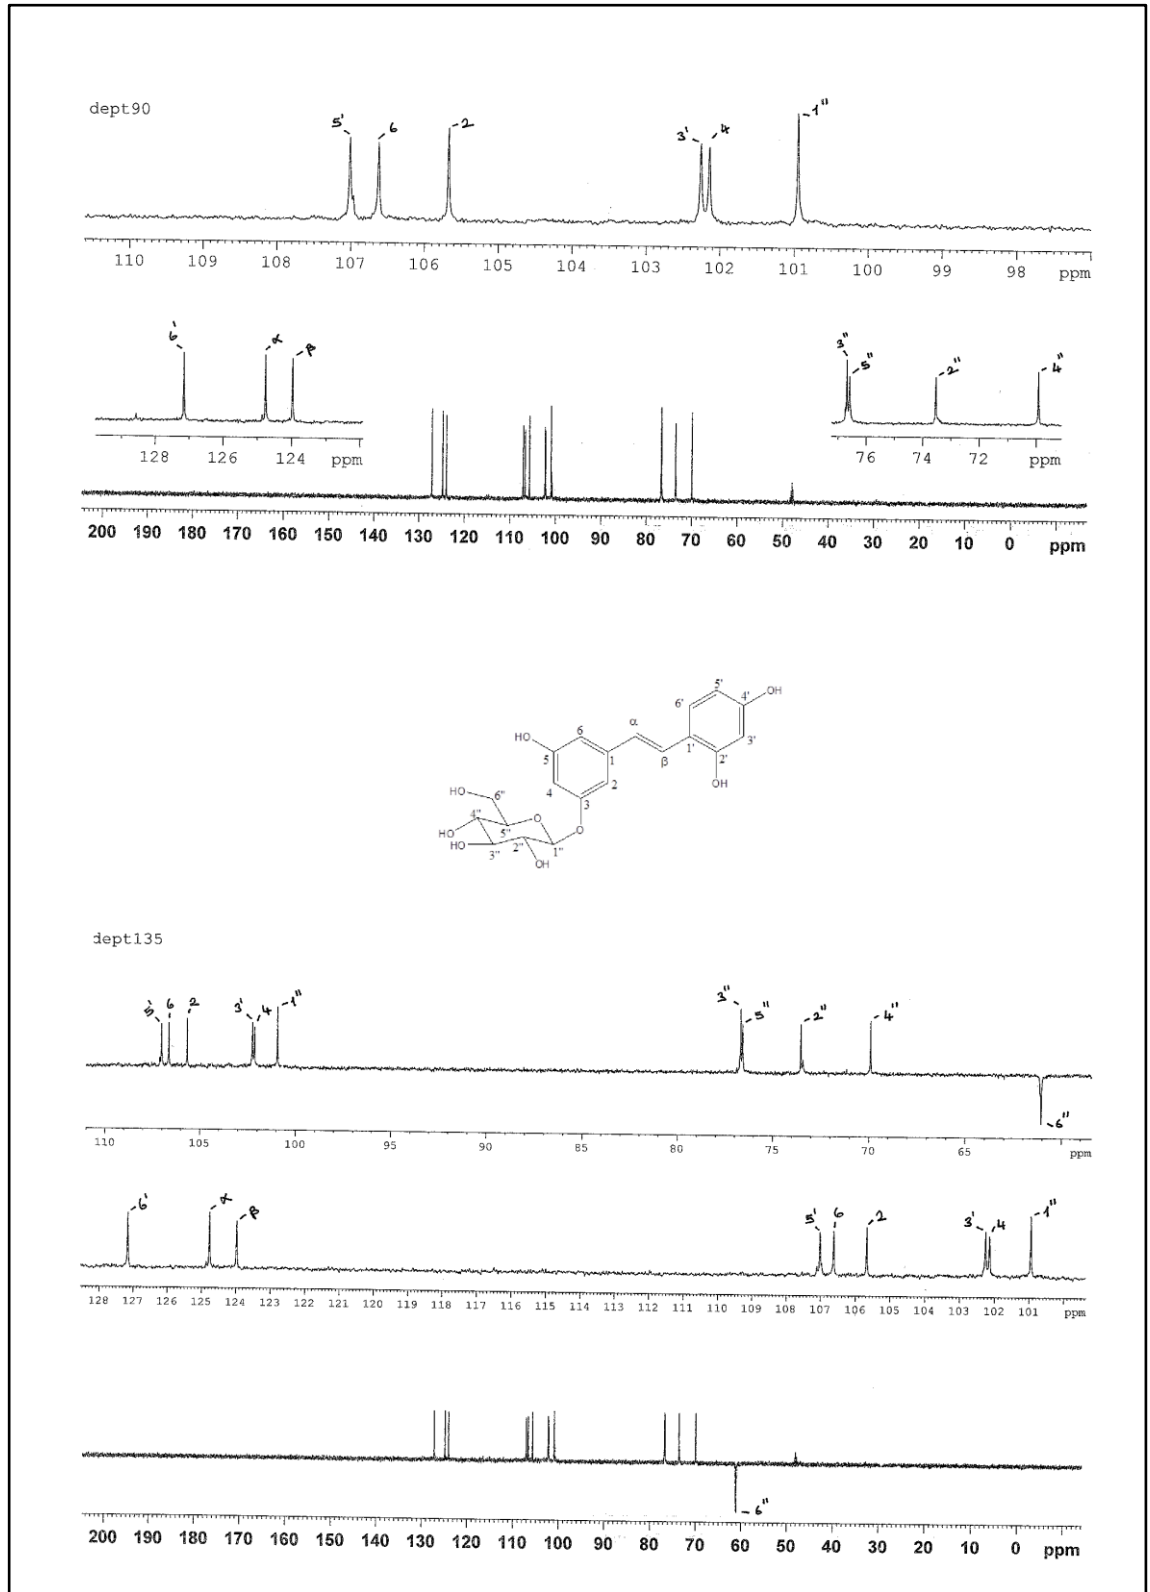 dept90
5' 6 2 3' 4 1"
110 109 108 107 106 105 104 103 102 101 100 99 98 ppm
6' α β
128 126 124 ppm
3" 5" 2" 4"
76 74 72 ppm
200 190 180 170 160 150 140 130 120 110 100 90 80 70 60 50 40 30 20 10 0 ppm
5' OH
6' 4'
α
HO 6 1' 3'
5 1 β 2'
OH
4 2
HO 6" 3
4" O
HO 5" O
HO 3" 2" 1"
OH
dept135
5' 6 2 3' 4 1" 3" 5" 2" 4"
6"
110 105 100 95 90 85 80 75 70 65 ppm
6' α β 5' 6 2 3' 4 1"
128 127 126 125 124 123 122 121 120 119 118 117 116 115 114 113 112 111 110 109 108 107 106 105 104 103 102 101 ppm
6"
200 190 180 170 160 150 140 130 120 110 100 90 80 70 60 50 40 30 20 10 0 ppm